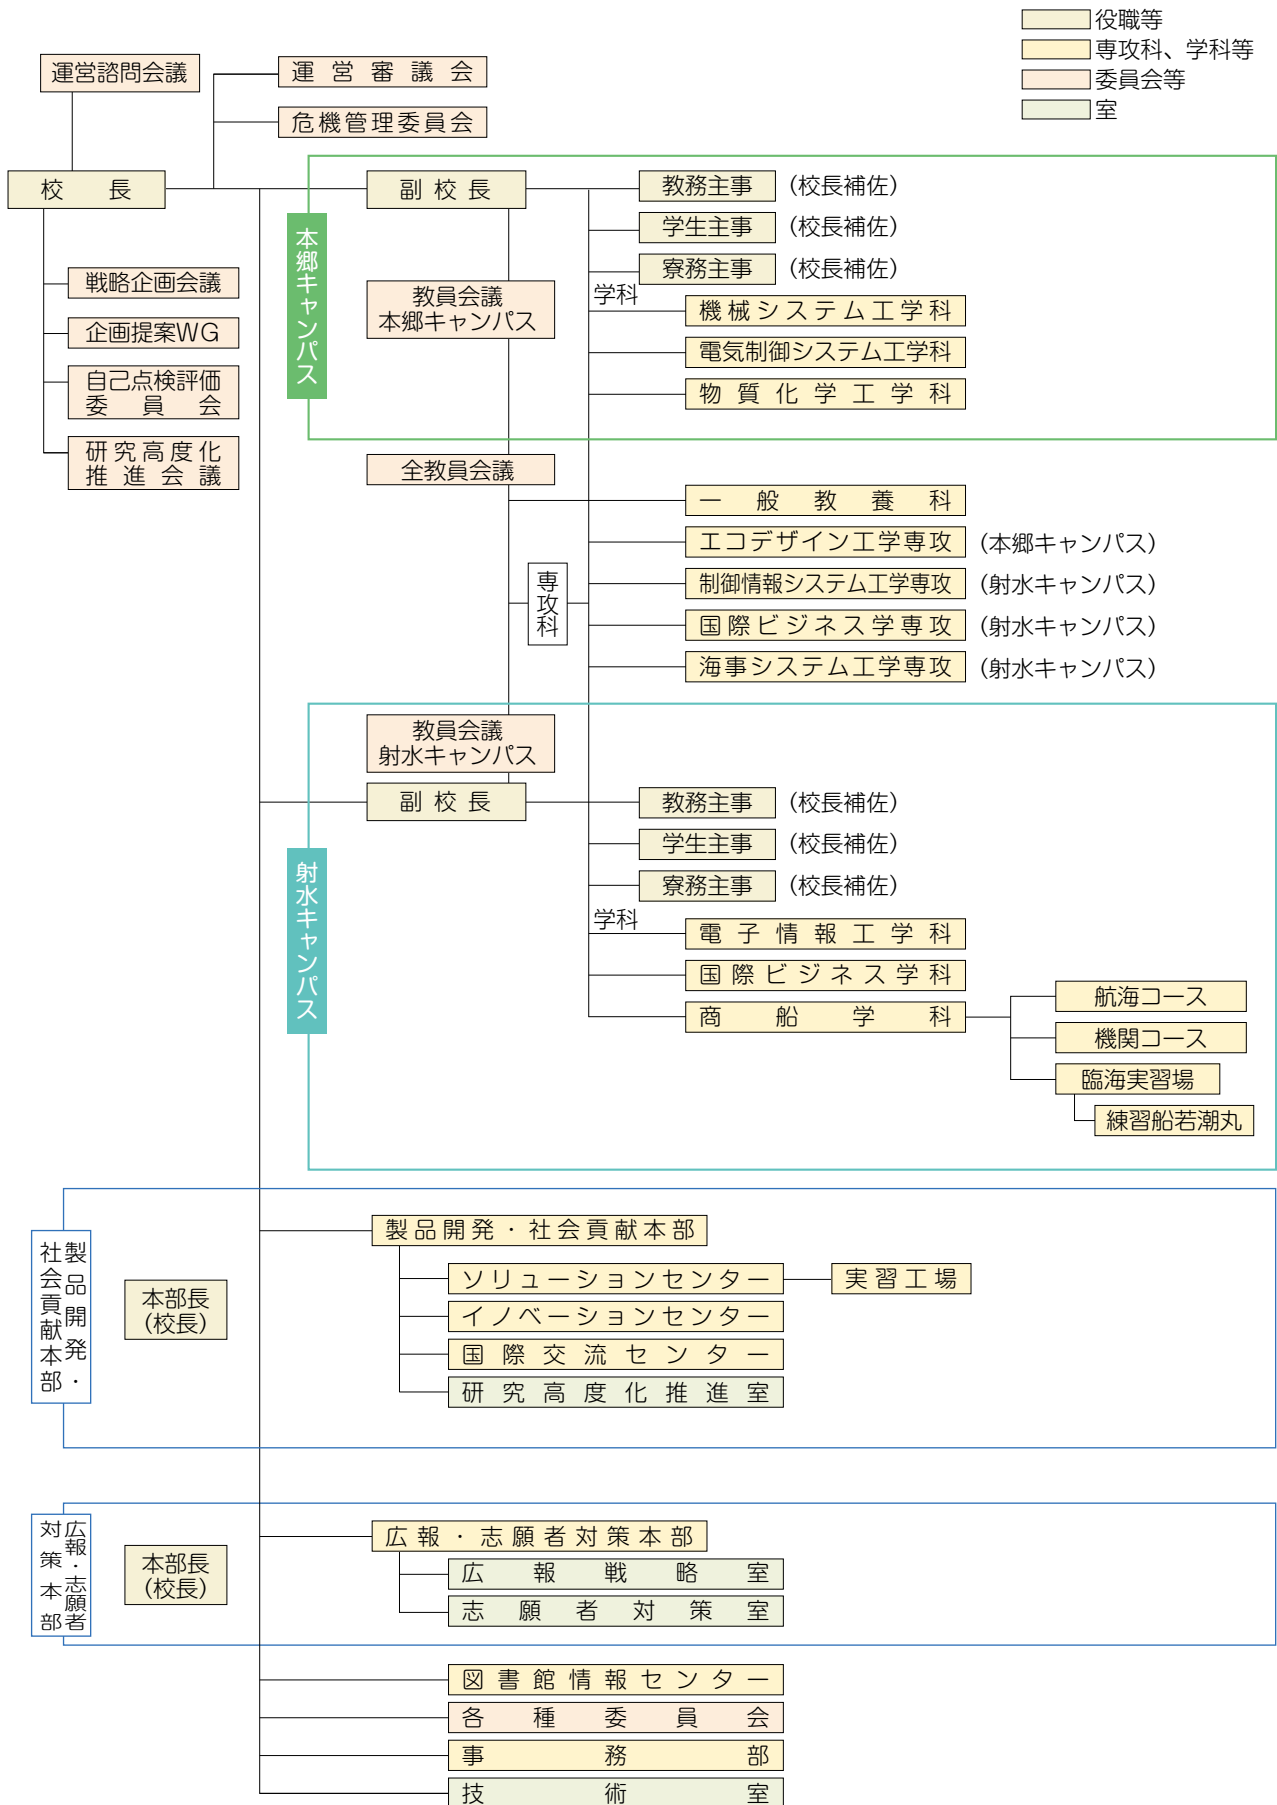 役職等
専攻科、学科等
委員会等
室
運営諮問会議
運営審議会
危機管理委員会
校長
戦略企画会議
企画提案WG
自己点検評価
委員会
研究高度化
推進会議
本郷キャンパス
副校長
教員会議
本郷キャンパス
教務主事 (校長補佐)
学生主事 (校長補佐)
寮務主事 (校長補佐)
学科
機械システム工学科
電気制御システム工学科
物質化学工学科
全教員会議
一般教養科
専攻科
エコデザイン工学専攻 (本郷キャンパス)
制御情報システム工学専攻 (射水キャンパス)
国際ビジネス学専攻 (射水キャンパス)
海事システム工学専攻 (射水キャンパス)
射水キャンパス
教員会議
射水キャンパス
副校長
教務主事 (校長補佐)
学生主事 (校長補佐)
寮務主事 (校長補佐)
学科
電子情報工学科
国際ビジネス学科
商船学科
航海コース
機関コース
臨海実習場
練習船若潮丸
製品開発・
社会貢献本部
本部長
(校長)
製品開発・社会貢献本部
ソリューションセンター
実習工場
イノベーションセンター
国際交流センター
研究高度化推進室
広報・志願者
対策本部
本部長
(校長)
広報・志願者対策本部
広報戦略室
志願者対策室
図書館情報センター
各種委員会
事務部
技術室